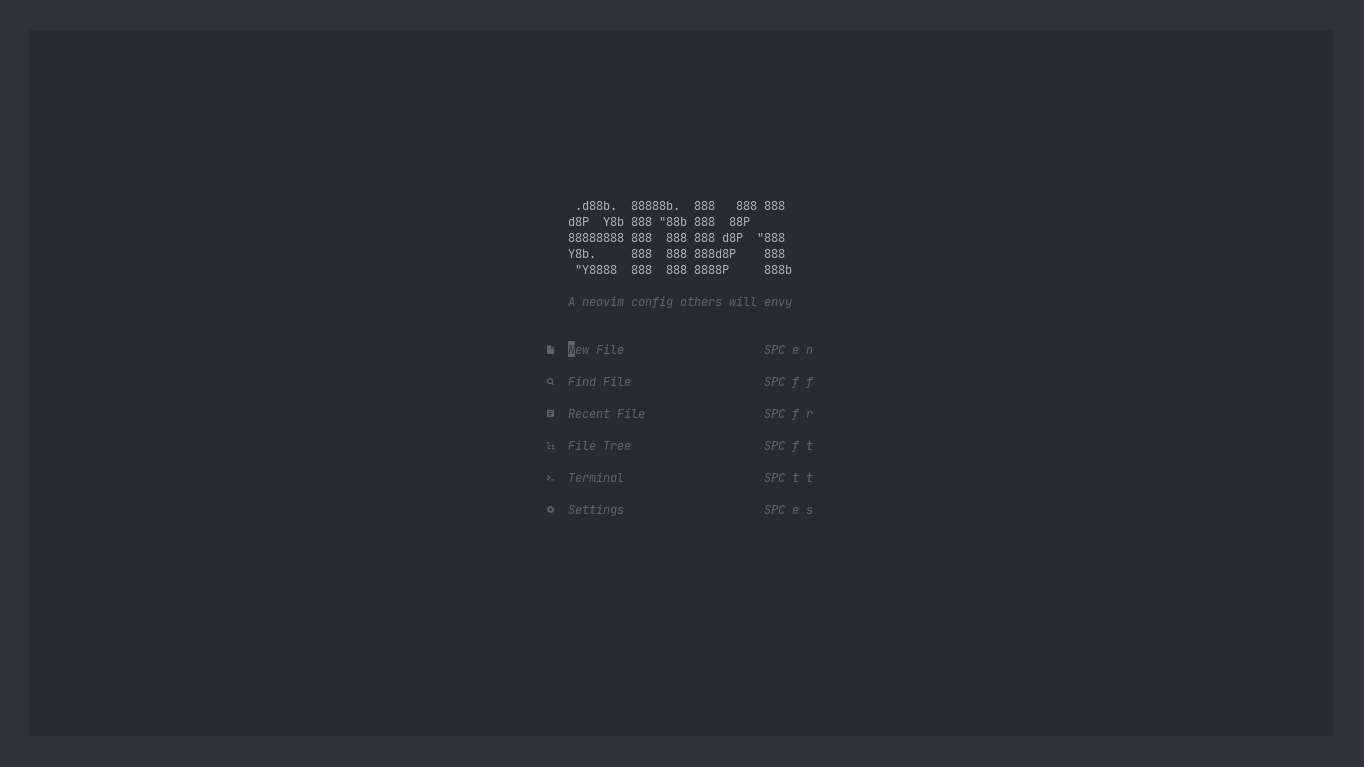 .d88b.  88888b.  888   888 888
d8P  Y8b 888 "88b 888  88P
88888888 888  888 888 d8P  "888
Y8b.     888  888 888d8P    888
 "Y8888  888  888 8888P     888b
A neovim config others will envy
New File SPC e n
Find File SPC f f
Recent File SPC f r
File Tree SPC f t
Terminal SPC t t
Settings SPC e s